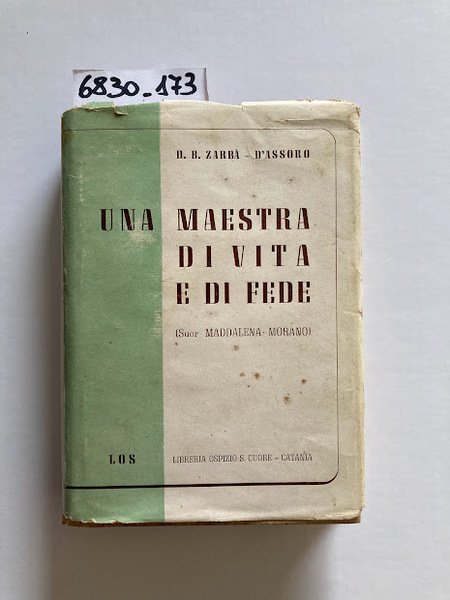 6830_173
D. B. ZARBÀ - D'ASSORO
UNA MAESTRA
DI VITA
E DI FEDE
(Suor MADDALENA MORANO)
LOS LIBRERIA OSPIZIO S. CUORE - CATANIA